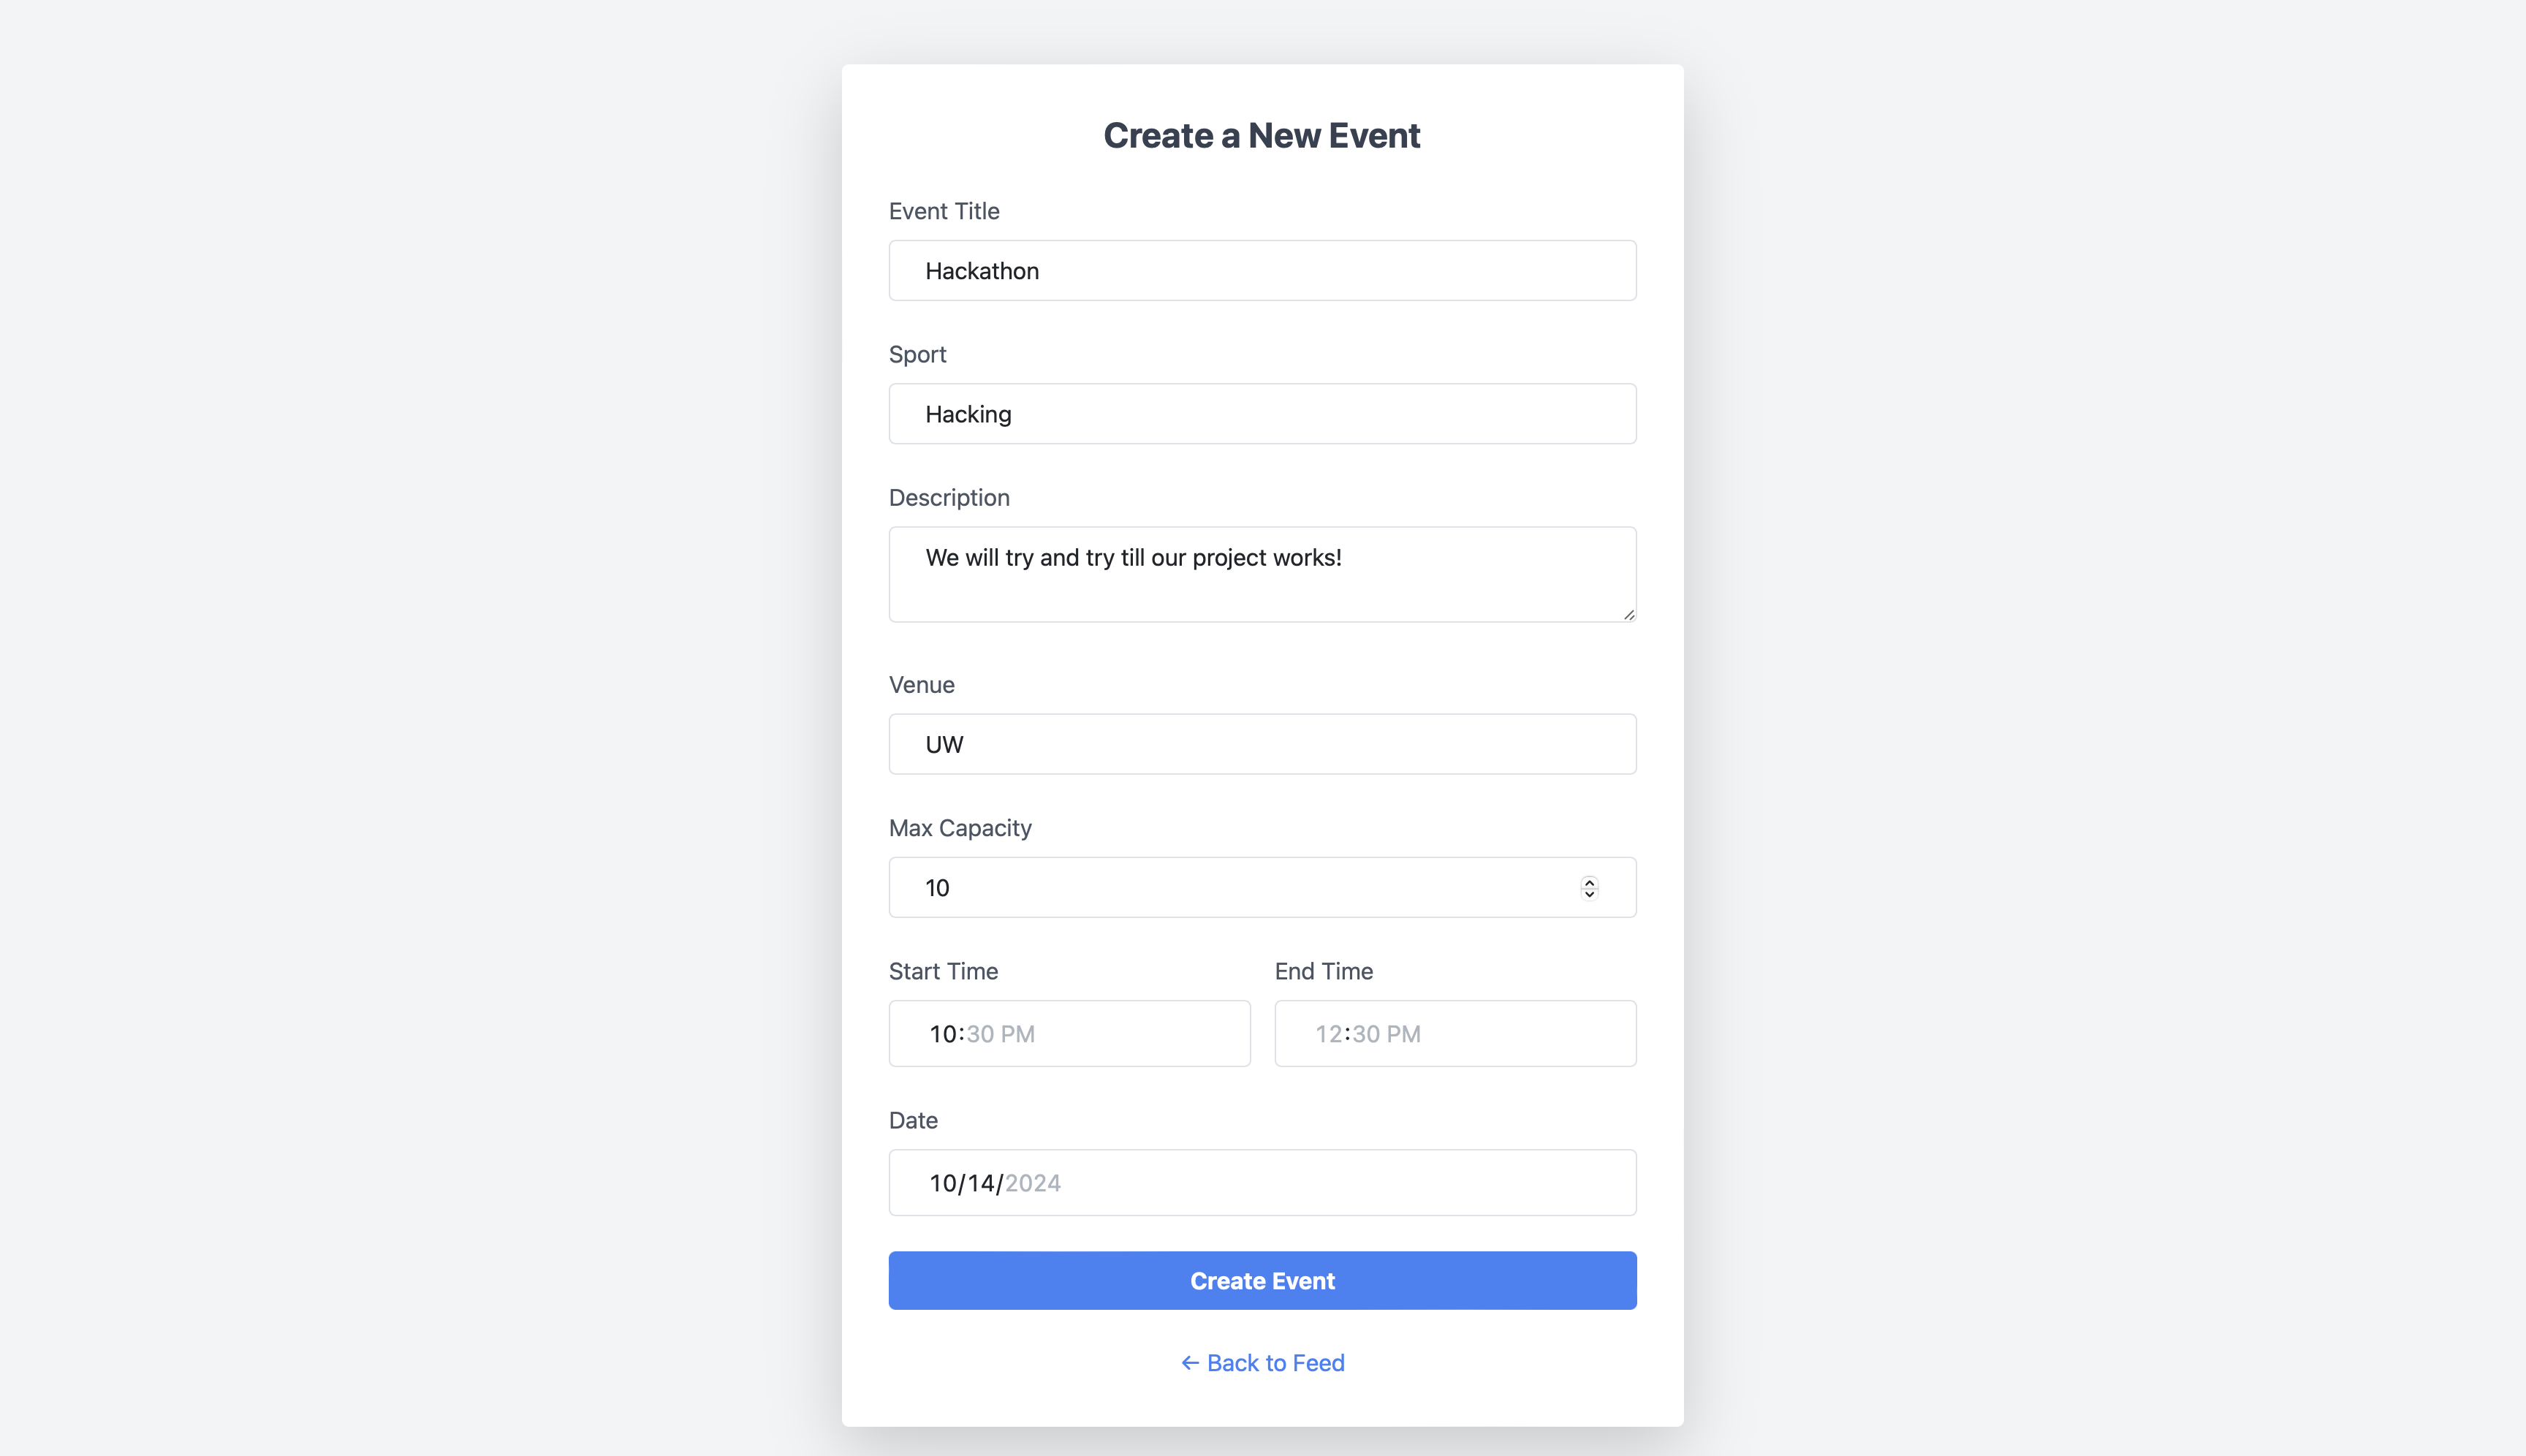 Create a New Event
Event Title
Hackathon
Sport
Hacking
Description
We will try and try till our project works!
Venue
UW
Max Capacity
10
Start Time
End Time
10:30 PM
12:30 PM
Date
10/14/2024
Create Event
← Back to Feed